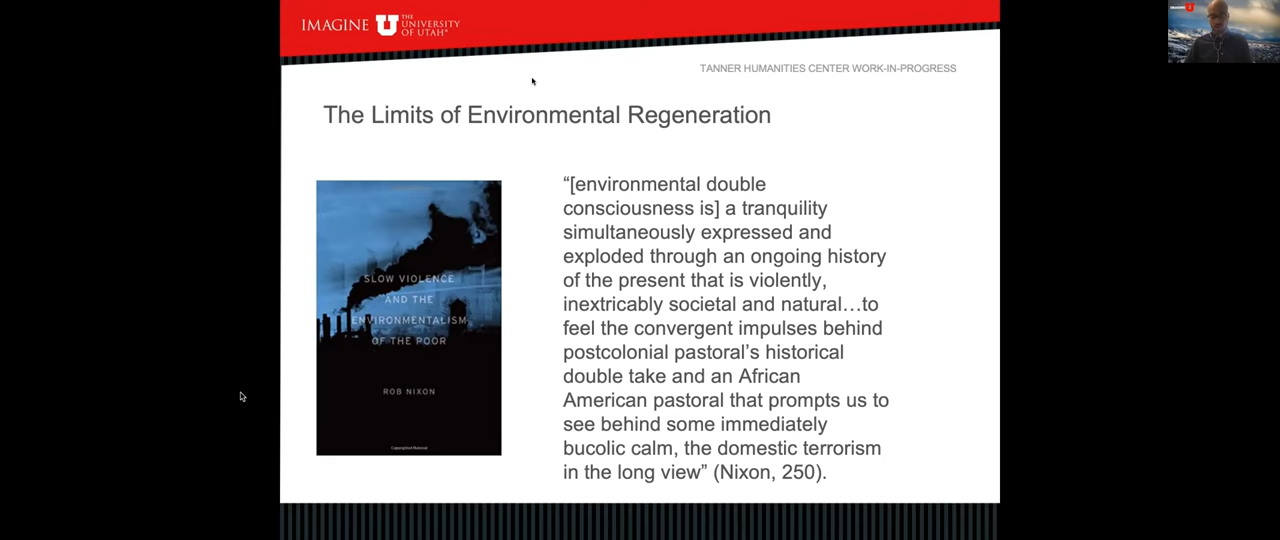 IMAGINE
THE
UNIVERSITY
OF UTAH®
TANNER HUMANITIES CENTER WORK-IN-PROGRESS
The Limits of Environmental Regeneration
SLOW VIOLENCE
AND THE
ENVIRONMENTALISM
OF THE POOR
ROB NIXON
Copyrighted Material
“[environmental double
consciousness is] a tranquility
simultaneously expressed and
exploded through an ongoing history
of the present that is violently,
inextricably societal and natural…to
feel the convergent impulses behind
postcolonial pastoral’s historical
double take and an African
American pastoral that prompts us to
see behind some immediately
bucolic calm, the domestic terrorism
in the long view” (Nixon, 250).
IMAGINE